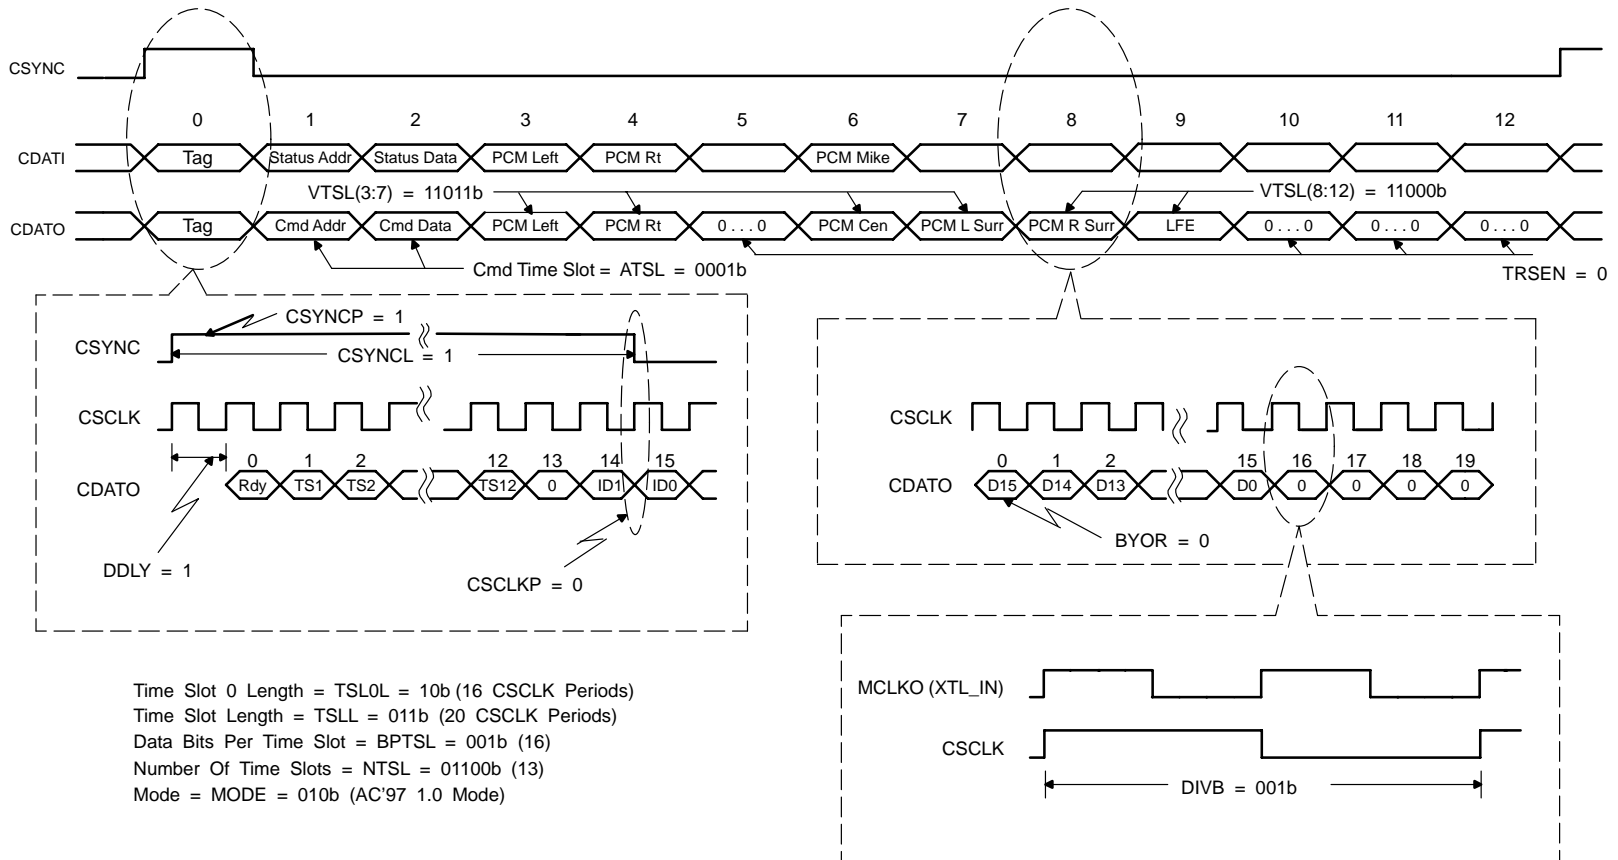 CSYNC
0 1 2 3 4 5 6 7 8 9 10 11 12
CDATI Tag Status Addr Status Data PCM Left PCM Rt PCM Mike
VTSL(3:7) = 11011b VTSL(8:12) = 11000b
CDATO Tag Cmd Addr Cmd Data PCM Left PCM Rt 0 . . . 0 PCM Cen PCM L Surr PCM R Surr LFE 0 . . . 0 0 . . . 0 0 . . . 0
Cmd Time Slot = ATSL = 0001b
TRSEN = 0
CSYNCP = 1
CSYNC
CSYNCL = 1
CSCLK
0 1 2 12 13 14 15
CDATO Rdy TS1 TS2 TS12 0 ID1 ID0
DDLY = 1
CSCLKP = 0
CSCLK
0 1 2 15 16 17 18 19
CDATO D15 D14 D13 D0 0 0 0 0
BYOR = 0
MCLKO (XTL_IN)
CSCLK
DIVB = 001b
Time Slot 0 Length = TSL0L = 10b (16 CSCLK Periods)
Time Slot Length = TSLL = 011b (20 CSCLK Periods)
Data Bits Per Time Slot = BPTSL = 001b (16)
Number Of Time Slots = NTSL = 01100b (13)
Mode = MODE = 010b (AC'97 1.0 Mode)